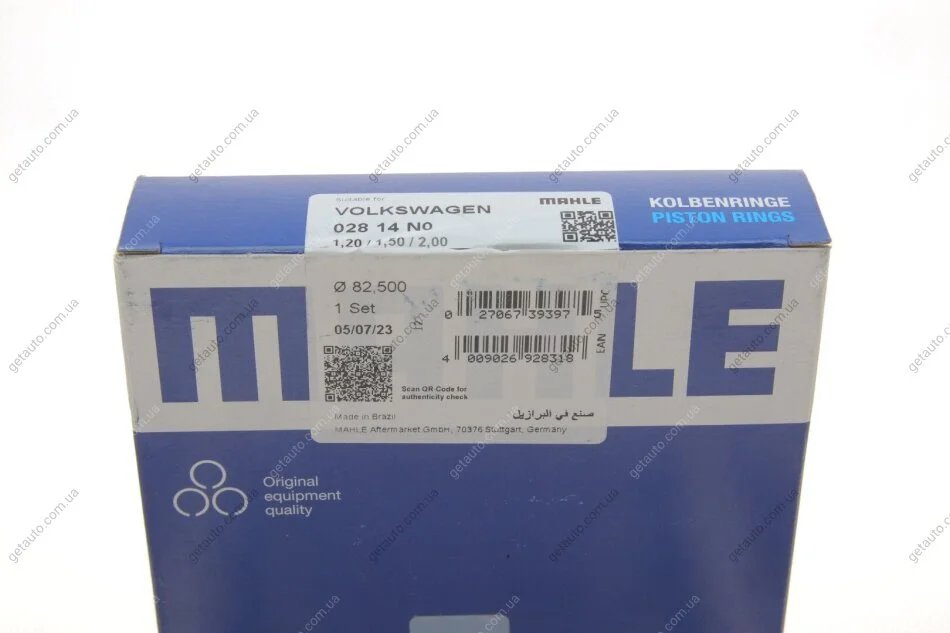 Suitable for
VOLKSWAGEN
028 14 N0
1,20 / 1,50 / 2,00
MAHLE
KOLBENRINGE
PISTON RINGS
Ø 82,500
1 Set
05/07/23
0 27067 39397 5
UPC
4 009026 928318
EAN
Scan QR-Code for
authenticity check
Made in Brazil
صنع في البرازيل
MAHLE Aftermarket GmbH, 70376 Stuttgart, Germany
Original
equipment
quality
getauto.com.ua